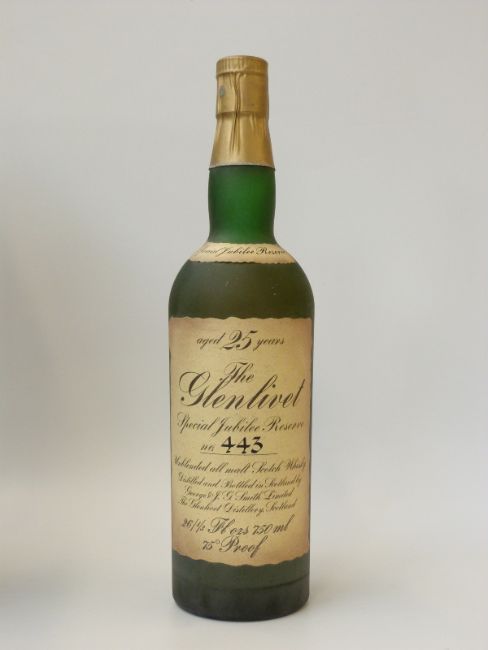 Special Jubilee Reserve
aged 25 years
The
Glenlivet
Special Jubilee Reserve
no. 443
Unblended all malt Scotch Whisky
Distilled and Bottled in Scotland by
George & J. G. Smith Limited
The Glenlivet Distillery, Scotland
26⅔ Fl ozs 750 ml
75° Proof